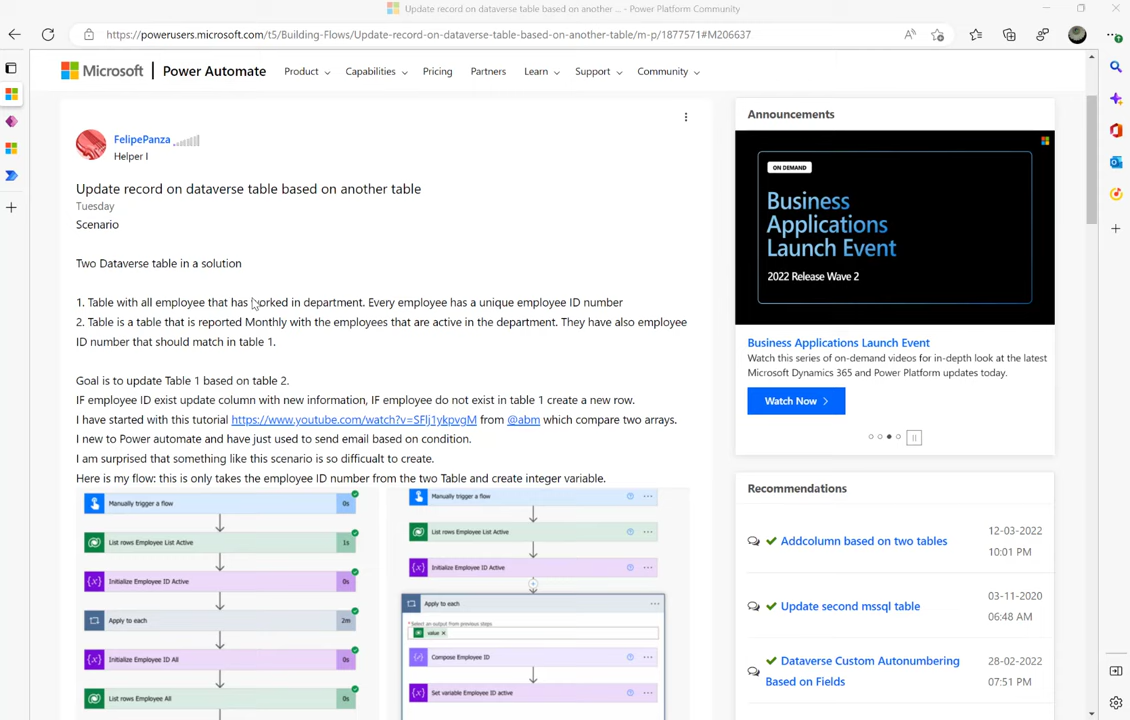 Update record on dataverse table based on another ... - Power Platform Community
https://powerusers.microsoft.com/t5/Building-Flows/Update-record-on-dataverse-table-based-on-another-table/m-p/1877571#M206637
Microsoft | Power Automate
Product
Capabilities
Pricing
Partners
Learn
Support
Community
FelipePanza
Helper I
Update record on dataverse table based on another table
Tuesday
Scenario
Two Dataverse table in a solution
1. Table with all employee that has worked in department. Every employee has a unique employee ID number
2. Table is a table that is reported Monthly with the employees that are active in the department. They have also employee
ID number that should match in table 1.
Goal is to update Table 1 based on table 2.
IF employee ID exist update column with new information, IF employee do not exist in table 1 create a new row.
I have started with this tutorial https://www.youtube.com/watch?v=SFlj1ykpvgM from @abm which compare two arrays.
I new to Power automate and have just used to send email based on condition.
I am surprised that something like this scenario is so difficualt to create.
Here is my flow: this is only takes the employee ID number from the two Table and create integer variable.
Manually trigger a flow
0s
List rows Employee List Active
1s
Initialize Employee ID Active
0s
Apply to each
2m
Initialize Employee ID All
0s
List rows Employee All
0s
Manually trigger a flow
List rows Employee List Active
Initialize Employee ID Active
Apply to each
* Select an output from previous steps
value x
Compose Employee ID
Set variable Employee ID active
Announcements
ON DEMAND
Business
Applications
Launch Event
2022 Release Wave 2
Business Applications Launch Event
Watch this series of on-demand videos for in-depth look at the latest
Microsoft Dynamics 365 and Power Platform updates today.
Watch Now
Recommendations
Addcolumn based on two tables
12-03-2022
10:01 PM
Update second mssql table
03-11-2020
06:48 AM
Dataverse Custom Autonumbering
Based on Fields
28-02-2022
07:51 PM